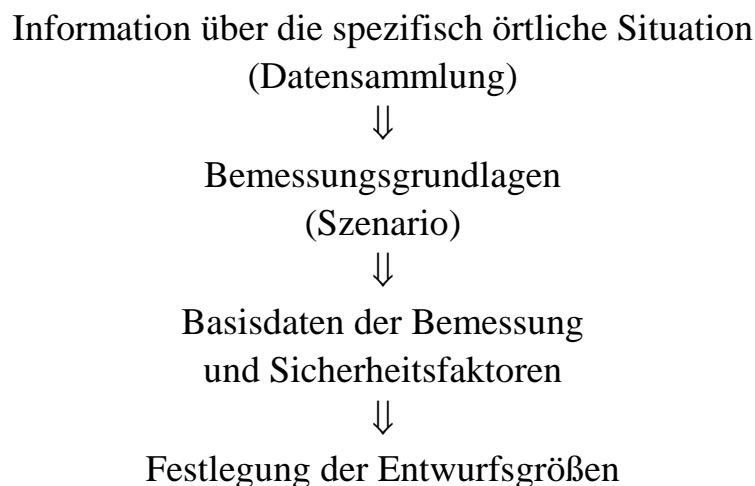 Information über die spezifisch örtliche Situation
(Datensammlung)
⇓
Bemessungsgrundlagen
(Szenario)
⇓
Basisdaten der Bemessung
und Sicherheitsfaktoren
⇓
Festlegung der Entwurfsgrößen